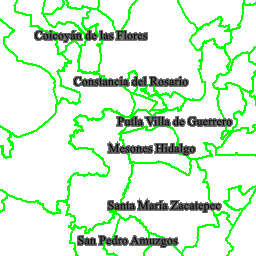 Coicoyán de las Flores
Constancia del Rosario
Putla Villa de Guerrero
Mesones Hidalgo
Santa María Zacatepec
San Pedro Amuzgos